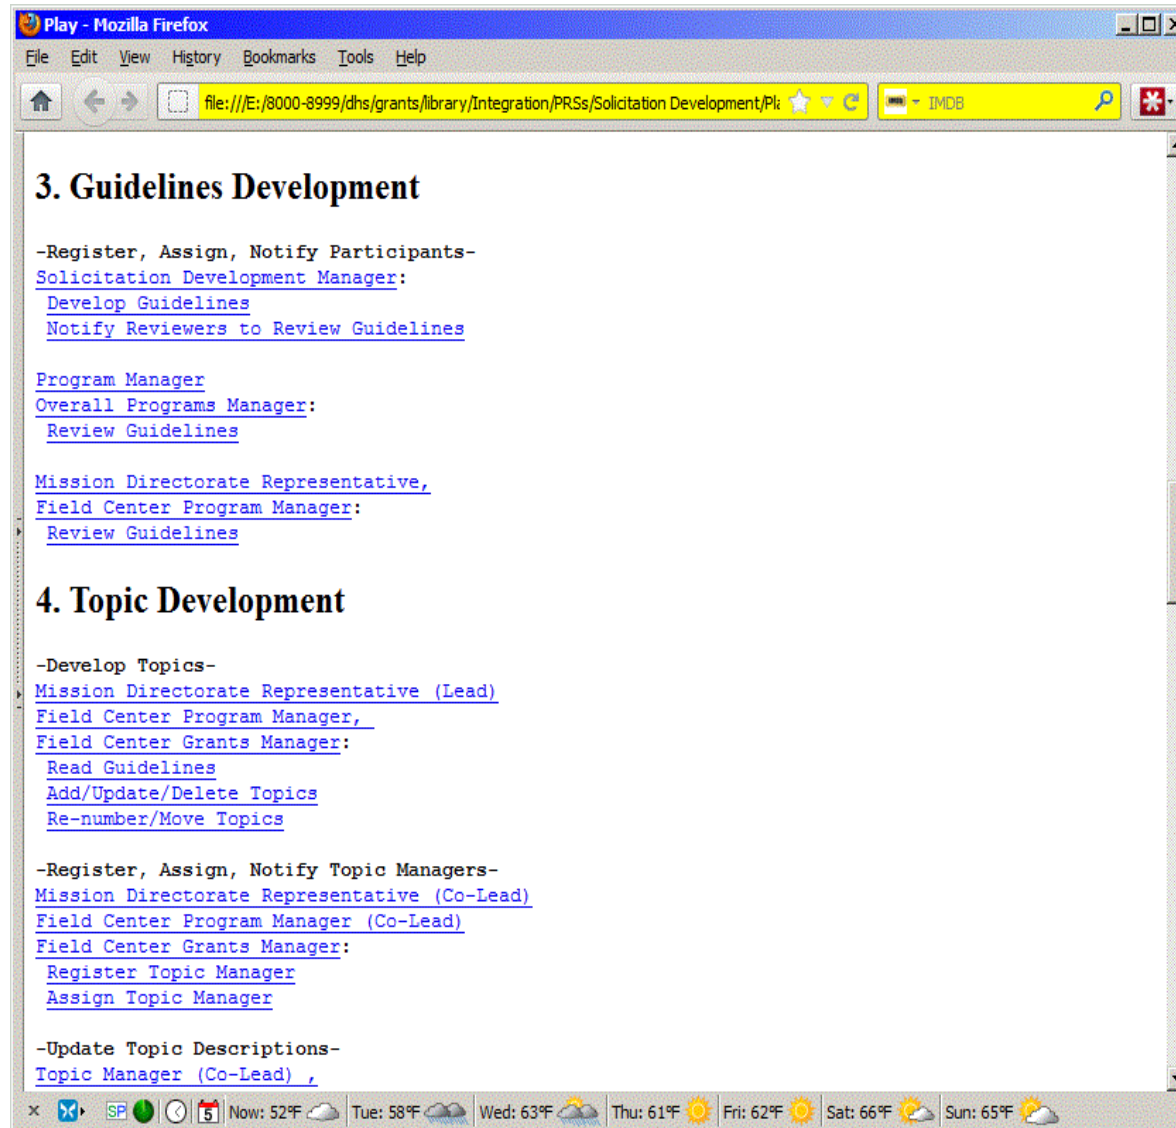 Play - Mozilla Firefox
File Edit View History Bookmarks Tools Help
file:///E:/8000-8999/dhs/grants/library/Integration/PRSs/Solicitation Development/Pla IMDB
3. Guidelines Development
-Register, Assign, Notify Participants-
Solicitation Development Manager:
Develop Guidelines
Notify Reviewers to Review Guidelines
Program Manager
Overall Programs Manager:
Review Guidelines
Mission Directorate Representative,
Field Center Program Manager:
Review Guidelines
4. Topic Development
-Develop Topics-
Mission Directorate Representative (Lead)
Field Center Program Manager,
Field Center Grants Manager:
Read Guidelines
Add/Update/Delete Topics
Re-number/Move Topics
-Register, Assign, Notify Topic Managers-
Mission Directorate Representative (Co-Lead)
Field Center Program Manager (Co-Lead)
Field Center Grants Manager:
Register Topic Manager
Assign Topic Manager
-Update Topic Descriptions-
Topic Manager (Co-Lead) ,
SP 5 Now: 52°F Tue: 58°F Wed: 63°F Thu: 61°F Fri: 62°F Sat: 66°F Sun: 65°F